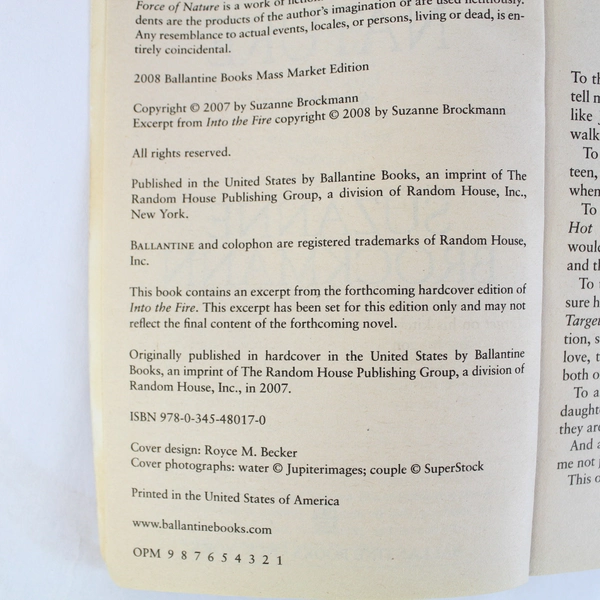 Force of Nature is a work of fiction
dents are the products of the author's imagination or are used fictitiously.
Any resemblance to actual events, locales, or persons, living or dead, is en-
tirely coincidental.
2008 Ballantine Books Mass Market Edition
Copyright © 2007 by Suzanne Brockmann
Excerpt from Into the Fire copyright © 2008 by Suzanne Brockmann
All rights reserved.
Published in the United States by Ballantine Books, an imprint of The
Random House Publishing Group, a division of Random House, Inc.,
New York.
BALLANTINE and colophon are registered trademarks of Random House,
Inc.
This book contains an excerpt from the forthcoming hardcover edition of
Into the Fire. This excerpt has been set for this edition only and may not
reflect the final content of the forthcoming novel.
Originally published in hardcover in the United States by Ballantine
Books, an imprint of The Random House Publishing Group, a division of
Random House, Inc., in 2007.
ISBN 978-0-345-48017-0
Cover design: Royce M. Becker
Cover photographs: water © Jupiterimages; couple © SuperStock
Printed in the United States of America
www.ballantinebooks.com
OPM 9 8 7 6 5 4 3 2 1
To th
tell m
like
walk
To
teen,
when
To
Hot
would
and th
To
sure h
Target
tion, s
love, t
both o
To a
daught
they are
And a
me not
This o